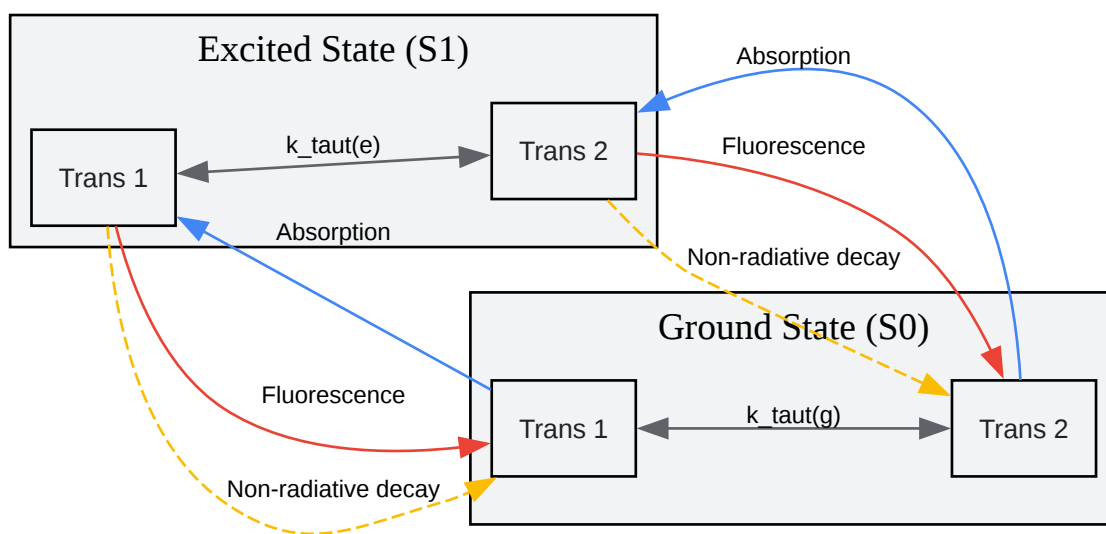 Excited State (S1)
Absorption
k_taut(e)
Trans 2
Fluorescence
Trans 1
Absorption
Non-radiative decay
Ground State (S0)
Fluorescence
Trans 1
k_taut(g)
Trans 2
Non-radiative decay